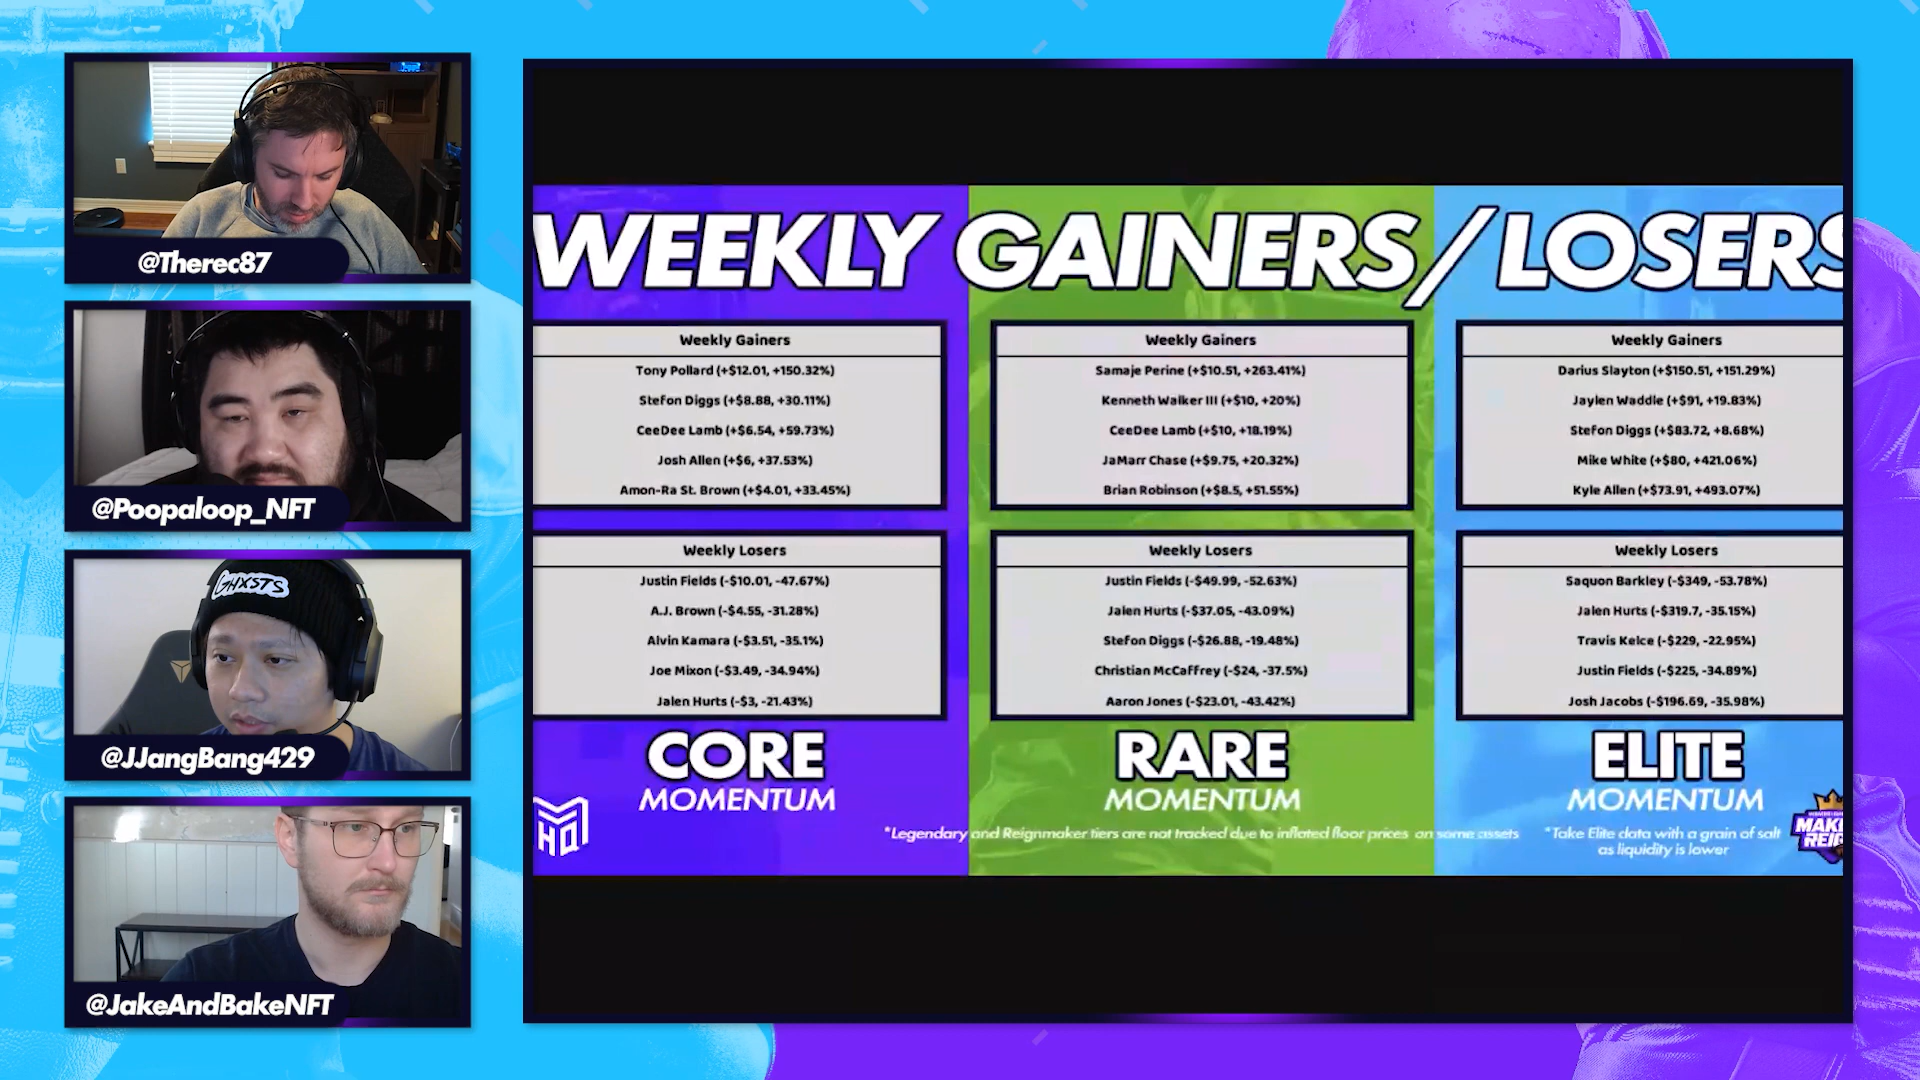 @Therec87
@Poopaloop_NFT
GHXSTS
@JJangBang429
@JakeAndBakeNFT
WEEKLY GAINERS/LOSERS
Weekly Gainers
Tony Pollard (+$12.01, +150.32%)
Stefon Diggs (+$8.88, +30.11%)
CeeDee Lamb (+$6.54, +59.73%)
Josh Allen (+$6, +37.53%)
Amon-Ra St. Brown (+$4.01, +33.45%)
Weekly Losers
Justin Fields (-$10.01, -47.67%)
A.J. Brown (-$4.55, -31.28%)
Alvin Kamara (-$3.51, -35.1%)
Joe Mixon (-$3.49, -34.94%)
Jalen Hurts (-$3, -21.43%)
CORE
MOMENTUM
Weekly Gainers
Samaje Perine (+$10.51, +263.41%)
Kenneth Walker III (+$10, +20%)
CeeDee Lamb (+$10, +18.19%)
JaMarr Chase (+$9.75, +20.32%)
Brian Robinson (+$8.5, +51.55%)
Weekly Losers
Justin Fields (-$49.99, -52.63%)
Jalen Hurts (-$37.05, -43.09%)
Stefon Diggs (-$26.88, -19.48%)
Christian McCaffrey (-$24, -37.5%)
Aaron Jones (-$23.01, -43.42%)
RARE
MOMENTUM
Weekly Gainers
Darius Slayton (+$150.51, +151.29%)
Jaylen Waddle (+$91, +19.83%)
Stefon Diggs (+$83.72, +8.68%)
Mike White (+$80, +421.06%)
Kyle Allen (+$73.91, +493.07%)
Weekly Losers
Saquon Barkley (-$349, -53.78%)
Jalen Hurts (-$319.7, -35.15%)
Travis Kelce (-$229, -22.95%)
Justin Fields (-$225, -34.89%)
Josh Jacobs (-$196.69, -35.98%)
ELITE
MOMENTUM
HQ
*Legendary and Reignmaker tiers are not tracked due to inflated floor prices on some assets
*Take Elite data with a grain of salt
as liquidity is lower
MAK
REI